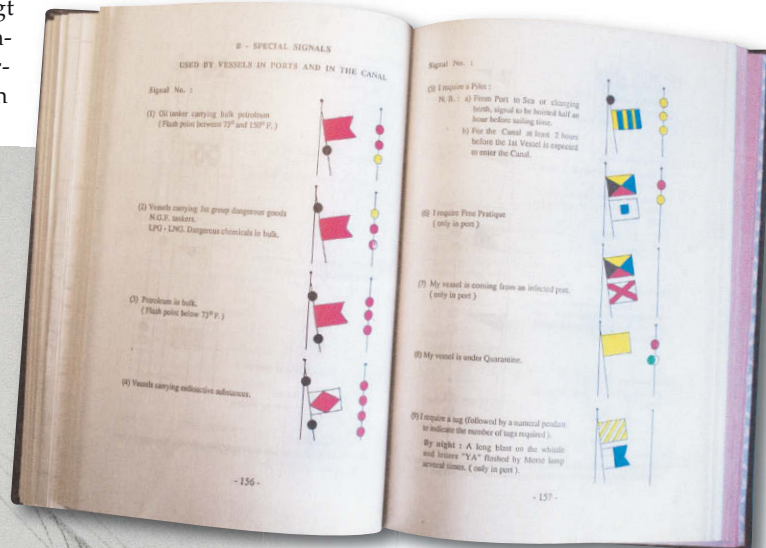 gt
n-
r-
n
B - SPECIAL SIGNALS
USED BY VESSELS IN PORTS AND IN THE CANAL
Signal No. :
(1) Oil tanker carrying bulk petroleum
(Flash point between 73º and 150º F.)
(2) Vessels carrying 1st group dangerous goods
N.G.F. tankers.
LPG - LNG. Dangerous chemicals in bulk.
(3) Petroleum in bulk.
(Flash point below 73º F.)
(4) Vessels carrying radioactive substances.
- 156 -
Signal No. :
(5) I require a Pilot :
N. B. : a) From Port to Sea or changing
berth, signal to be hoisted half an
hour before sailing time.
b) For the Canal at least 2 hours
before the 1st Vessel is expected
to enter the Canal.
(6) I require Free Pratique
( only in port )
(7) My vessel is coming from an infected port.
( only in port )
(8) My vessel is under Quarantine.
(9) I require a tug (followed by a numeral pendant
to indicate the number of tugs required ).
By night : A long blast on the whistle
and letters "YA" flashed by Morse lamp
several times. ( only in port ).
- 157 -